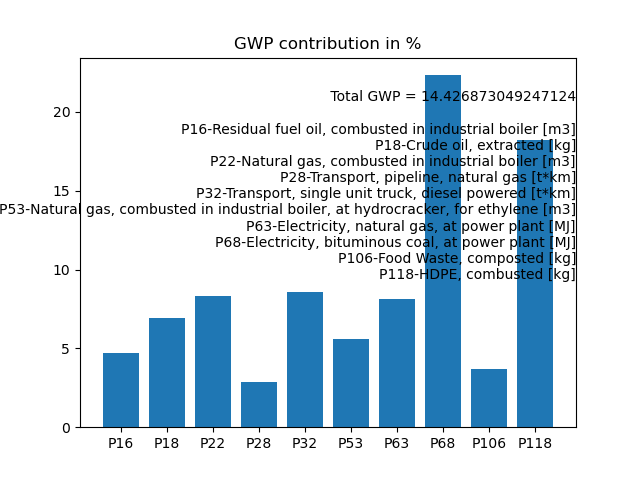 GWP contribution in %
Total GWP = 14.426873049247124
P16-Residual fuel oil, combusted in industrial boiler [m3]
P18-Crude oil, extracted [kg]
P22-Natural gas, combusted in industrial boiler [m3]
P28-Transport, pipeline, natural gas [t*km]
P32-Transport, single unit truck, diesel powered [t*km]
P53-Natural gas, combusted in industrial boiler, at hydrocracker, for ethylene [m3]
P63-Electricity, natural gas, at power plant [MJ]
P68-Electricity, bituminous coal, at power plant [MJ]
P106-Food Waste, composted [kg]
P118-HDPE, combusted [kg]
20
15
10
5
0
P16 P18 P22 P28 P32 P53 P63 P68 P106 P118